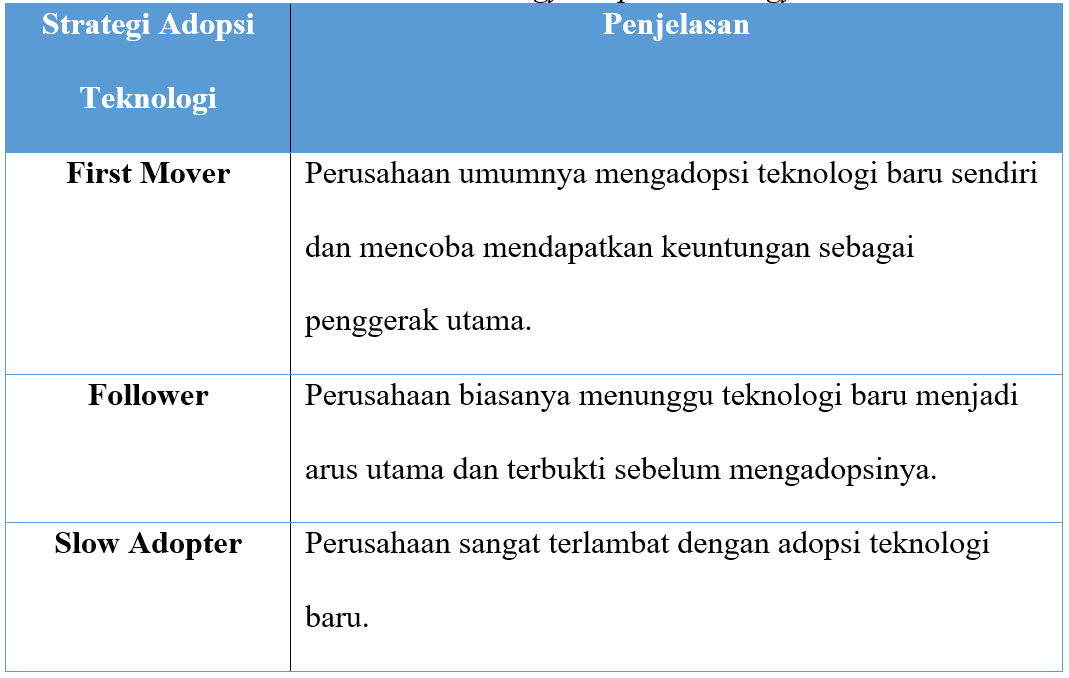 Strategi Adopsi
Teknologi
Penjelasan
First Mover
Perusahaan umumnya mengadopsi teknologi baru sendiri
dan mencoba mendapatkan keuntungan sebagai
penggerak utama.
Follower
Perusahaan biasanya menunggu teknologi baru menjadi
arus utama dan terbukti sebelum mengadopsinya.
Slow Adopter
Perusahaan sangat terlambat dengan adopsi teknologi
baru.